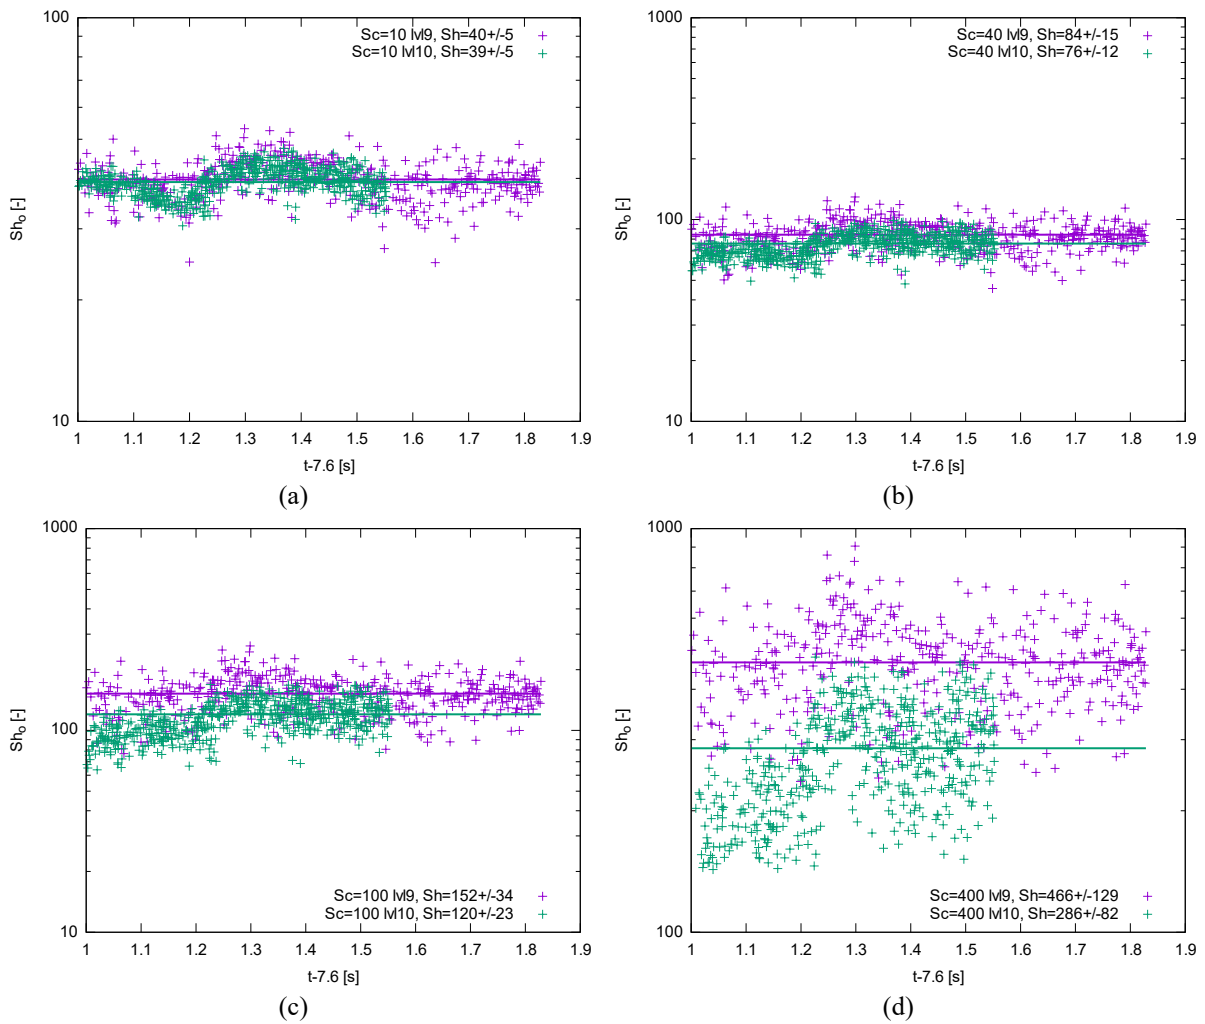 100
10
Sh₀ [-]
1 1.1 1.2 1.3 1.4 1.5 1.6 1.7 1.8 1.9
t-7.6 [s]
Sc=10 lvl9, Sh=40+/-5
Sc=10 lvl10, Sh=39+/-5
(a)
1000
100
10
Sh₀ [-]
1 1.1 1.2 1.3 1.4 1.5 1.6 1.7 1.8 1.9
t-7.6 [s]
Sc=40 lvl9, Sh=84+/-15
Sc=40 lvl10, Sh=76+/-12
(b)
1000
100
10
Sh₀ [-]
1 1.1 1.2 1.3 1.4 1.5 1.6 1.7 1.8 1.9
t-7.6 [s]
Sc=100 lvl9, Sh=152+/-34
Sc=100 lvl10, Sh=120+/-23
(c)
1000
100
Sh₀ [-]
1 1.1 1.2 1.3 1.4 1.5 1.6 1.7 1.8 1.9
t-7.6 [s]
Sc=400 lvl9, Sh=466+/-129
Sc=400 lvl10, Sh=286+/-82
(d)